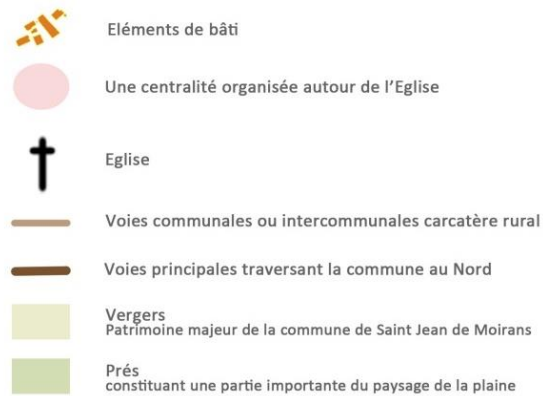 Eléments de bâti
Une centralité organisée autour de l'Eglise
Eglise
Voies communales ou intercommunales carcatère rural
Voies principales traversant la commune au Nord
Vergers
Patrimoine majeur de la commune de Saint Jean de Moirans
Prés
constituant une partie importante du paysage de la plaine